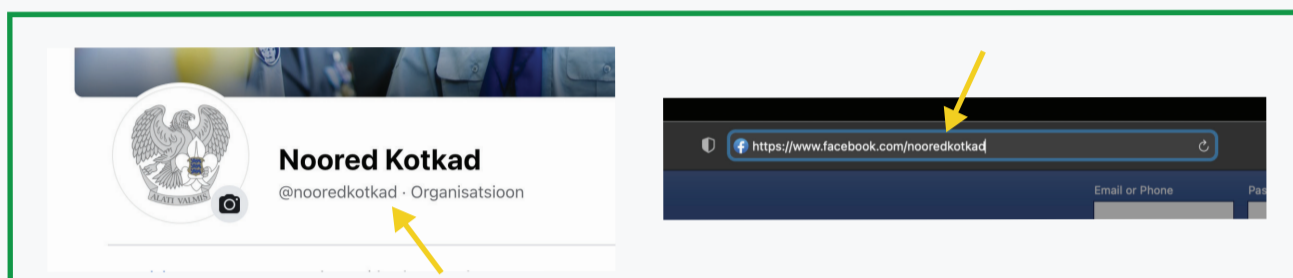 ALATI VALMIS
Noored Kotkad
@nooredkotkad · Organisatsioon
https://www.facebook.com/nooredkotkad
Email or Phone
Pas